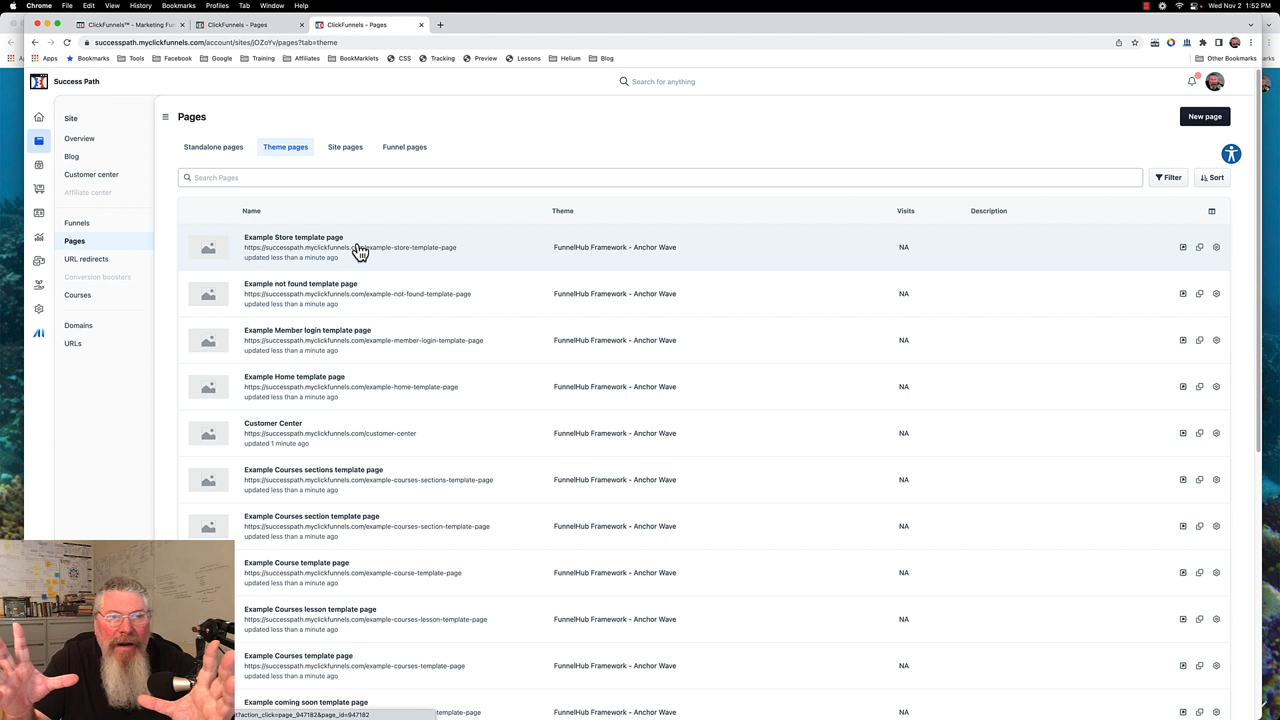 Chrome File Edit View History Bookmarks Profiles Tab Window Help
Wed Nov 2 1:52 PM
ClickFunnels™ - Marketing Fun
ClickFunnels - Pages
ClickFunnels - Pages
successpath.myclickfunnels.com/account/sites/jOZoYv/pages?tab=theme
Apps Bookmarks Tools Facebook Google Training Affiliates BookMarklets CSS Tracking Preview Lessons Helium Blog Other Bookmarks
Success Path
Search for anything
Site
Overview
Blog
Customer center
Affiliate center
Funnels
Pages
URL redirects
Conversion boosters
Courses
Domains
URLs
Pages
New page
Standalone pages Theme pages Site pages Funnel pages
Search Pages
Filter
Sort
Name Theme Visits Description
Example Store template page
https://successpath.myclickfunnels.com/example-store-template-page
updated less than a minute ago
FunnelHub Framework - Anchor Wave NA
Example not found template page
https://successpath.myclickfunnels.com/example-not-found-template-page
updated less than a minute ago
FunnelHub Framework - Anchor Wave NA
Example Member login template page
https://successpath.myclickfunnels.com/example-member-login-template-page
updated less than a minute ago
FunnelHub Framework - Anchor Wave NA
Example Home template page
https://successpath.myclickfunnels.com/example-home-template-page
updated less than a minute ago
FunnelHub Framework - Anchor Wave NA
Customer Center
https://successpath.myclickfunnels.com/customer-center
updated 1 minute ago
FunnelHub Framework - Anchor Wave NA
Example Courses sections template page
https://successpath.myclickfunnels.com/example-courses-sections-template-page
updated less than a minute ago
FunnelHub Framework - Anchor Wave NA
Example Courses section template page
https://successpath.myclickfunnels.com/example-courses-section-template-page
updated less than a minute ago
FunnelHub Framework - Anchor Wave NA
Example Course template page
https://successpath.myclickfunnels.com/example-course-template-page
updated less than a minute ago
FunnelHub Framework - Anchor Wave NA
Example Courses lesson template page
https://successpath.myclickfunnels.com/example-courses-lesson-template-page
updated less than a minute ago
FunnelHub Framework - Anchor Wave NA
Example Courses template page
https://successpath.myclickfunnels.com/example-courses-template-page
updated less than a minute ago
FunnelHub Framework - Anchor Wave NA
Example coming soon template page
-template-page
FunnelHub Framework - Anchor Wave NA
t?action_click=page_947182&page_id=947182